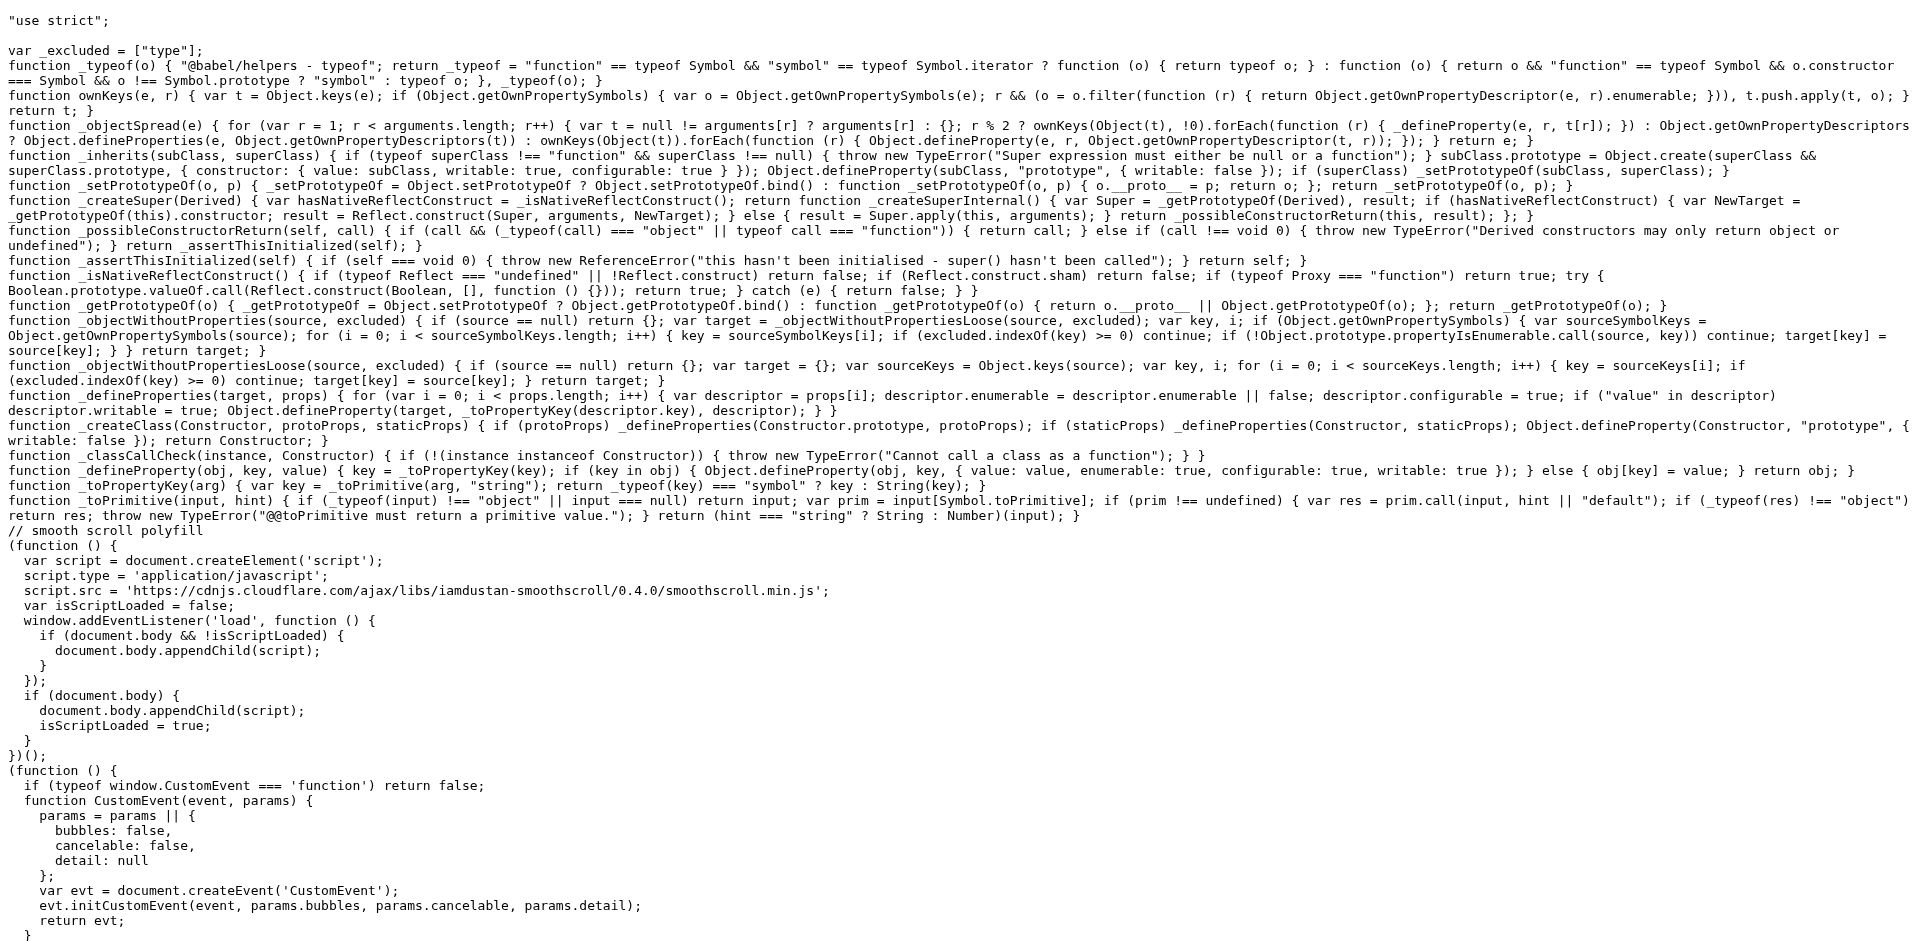 "use strict";

var _excluded = ["type"];
function _typeof(o) { "@babel/helpers - typeof"; return _typeof = "function" == typeof Symbol && "symbol" == typeof Symbol.iterator ? function (o) { return typeof o; } : function (o) { return o && "function" == typeof Symbol && o.constructor
=== Symbol && o !== Symbol.prototype ? "symbol" : typeof o; }, _typeof(o); }
function ownKeys(e, r) { var t = Object.keys(e); if (Object.getOwnPropertySymbols) { var o = Object.getOwnPropertySymbols(e); r && (o = o.filter(function (r) { return Object.getOwnPropertyDescriptor(e, r).enumerable; })), t.push.apply(t, o); }
return t; }
function _objectSpread(e) { for (var r = 1; r < arguments.length; r++) { var t = null != arguments[r] ? arguments[r] : {}; r % 2 ? ownKeys(Object(t), !0).forEach(function (r) { _defineProperty(e, r, t[r]); }) : Object.getOwnPropertyDescriptors
? Object.defineProperties(e, Object.getOwnPropertyDescriptors(t)) : ownKeys(Object(t)).forEach(function (r) { Object.defineProperty(e, r, Object.getOwnPropertyDescriptor(t, r)); }); } return e; }
function _inherits(subClass, superClass) { if (typeof superClass !== "function" && superClass !== null) { throw new TypeError("Super expression must either be null or a function"); } subClass.prototype = Object.create(superClass &&
superClass.prototype, { constructor: { value: subClass, writable: true, configurable: true } }); Object.defineProperty(subClass, "prototype", { writable: false }); if (superClass) _setPrototypeOf(subClass, superClass); }
function _setPrototypeOf(o, p) { _setPrototypeOf = Object.setPrototypeOf ? Object.setPrototypeOf.bind() : function _setPrototypeOf(o, p) { o.__proto__ = p; return o; }; return _setPrototypeOf(o, p); }
function _createSuper(Derived) { var hasNativeReflectConstruct = _isNativeReflectConstruct(); return function _createSuperInternal() { var Super = _getPrototypeOf(Derived), result; if (hasNativeReflectConstruct) { var NewTarget =
_getPrototypeOf(this).constructor; result = Reflect.construct(Super, arguments, NewTarget); } else { result = Super.apply(this, arguments); } return _possibleConstructorReturn(this, result); }; }
function _possibleConstructorReturn(self, call) { if (call && (_typeof(call) === "object" || typeof call === "function")) { return call; } else if (call !== void 0) { throw new TypeError("Derived constructors may only return object or
undefined"); } return _assertThisInitialized(self); }
function _assertThisInitialized(self) { if (self === void 0) { throw new ReferenceError("this hasn't been initialised - super() hasn't been called"); } return self; }
function _isNativeReflectConstruct() { if (typeof Reflect === "undefined" || !Reflect.construct) return false; if (Reflect.construct.sham) return false; if (typeof Proxy === "function") return true; try {
Boolean.prototype.valueOf.call(Reflect.construct(Boolean, [], function () {})); return true; } catch (e) { return false; } }
function _getPrototypeOf(o) { _getPrototypeOf = Object.setPrototypeOf ? Object.getPrototypeOf.bind() : function _getPrototypeOf(o) { return o.__proto__ || Object.getPrototypeOf(o); }; return _getPrototypeOf(o); }
function _objectWithoutProperties(source, excluded) { if (source == null) return {}; var target = _objectWithoutPropertiesLoose(source, excluded); var key, i; if (Object.getOwnPropertySymbols) { var sourceSymbolKeys =
Object.getOwnPropertySymbols(source); for (i = 0; i < sourceSymbolKeys.length; i++) { key = sourceSymbolKeys[i]; if (excluded.indexOf(key) >= 0) continue; if (!Object.prototype.propertyIsEnumerable.call(source, key)) continue; target[key] =
source[key]; } } return target; }
function _objectWithoutPropertiesLoose(source, excluded) { if (source == null) return {}; var target = {}; var sourceKeys = Object.keys(source); var key, i; for (i = 0; i < sourceKeys.length; i++) { key = sourceKeys[i]; if
(excluded.indexOf(key) >= 0) continue; target[key] = source[key]; } return target; }
function _defineProperties(target, props) { for (var i = 0; i < props.length; i++) { var descriptor = props[i]; descriptor.enumerable = descriptor.enumerable || false; descriptor.configurable = true; if ("value" in descriptor)
descriptor.writable = true; Object.defineProperty(target, _toPropertyKey(descriptor.key), descriptor); } }
function _createClass(Constructor, protoProps, staticProps) { if (protoProps) _defineProperties(Constructor.prototype, protoProps); if (staticProps) _defineProperties(Constructor, staticProps); Object.defineProperty(Constructor, "prototype", {
writable: false }); return Constructor; }
function _classCallCheck(instance, Constructor) { if (!(instance instanceof Constructor)) { throw new TypeError("Cannot call a class as a function"); } }
function _defineProperty(obj, key, value) { key = _toPropertyKey(key); if (key in obj) { Object.defineProperty(obj, key, { value: value, enumerable: true, configurable: true, writable: true }); } else { obj[key] = value; } return obj; }
function _toPropertyKey(arg) { var key = _toPrimitive(arg, "string"); return _typeof(key) === "symbol" ? key : String(key); }
function _toPrimitive(input, hint) { if (_typeof(input) !== "object" || input === null) return input; var prim = input[Symbol.toPrimitive]; if (prim !== undefined) { var res = prim.call(input, hint || "default"); if (_typeof(res) !== "object")
return res; throw new TypeError("@@toPrimitive must return a primitive value."); } return (hint === "string" ? String : Number)(input); }
// smooth scroll polyfill
(function () {
  var script = document.createElement('script');
  script.type = 'application/javascript';
  script.src = 'https://cdnjs.cloudflare.com/ajax/libs/iamdustan-smoothscroll/0.4.0/smoothscroll.min.js';
  var isScriptLoaded = false;
  window.addEventListener('load', function () {
    if (document.body && !isScriptLoaded) {
      document.body.appendChild(script);
    }
  });
  if (document.body) {
    document.body.appendChild(script);
    isScriptLoaded = true;
  }
})();
(function () {
  if (typeof window.CustomEvent === 'function') return false;
  function CustomEvent(event, params) {
    params = params || {
      bubbles: false,
      cancelable: false,
      detail: null
    };
    var evt = document.createEvent('CustomEvent');
    evt.initCustomEvent(event, params.bubbles, params.cancelable, params.detail);
    return evt;
  }